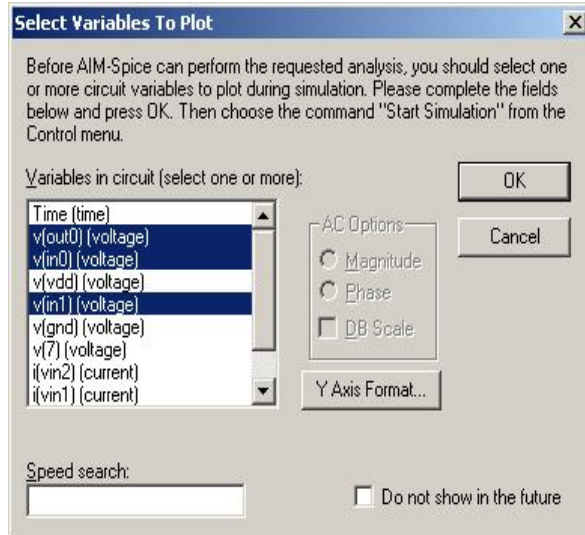 Select Variables To Plot
Before AIM-Spice can perform the requested analysis, you should select one
or more circuit variables to plot during simulation. Please complete the fields
below and press OK. Then choose the command "Start Simulation" from the
Control menu.
Variables in circuit (select one or more):
Time (time)
v(out0) (voltage)
v(in0) (voltage)
v(vdd) (voltage)
v(in1) (voltage)
v(gnd) (voltage)
v(7) (voltage)
i(vin2) (current)
i(vin1) (current)
AC Options
Magnitude
Phase
DB Scale
Y Axis Format...
OK
Cancel
Speed search:
Do not show in the future